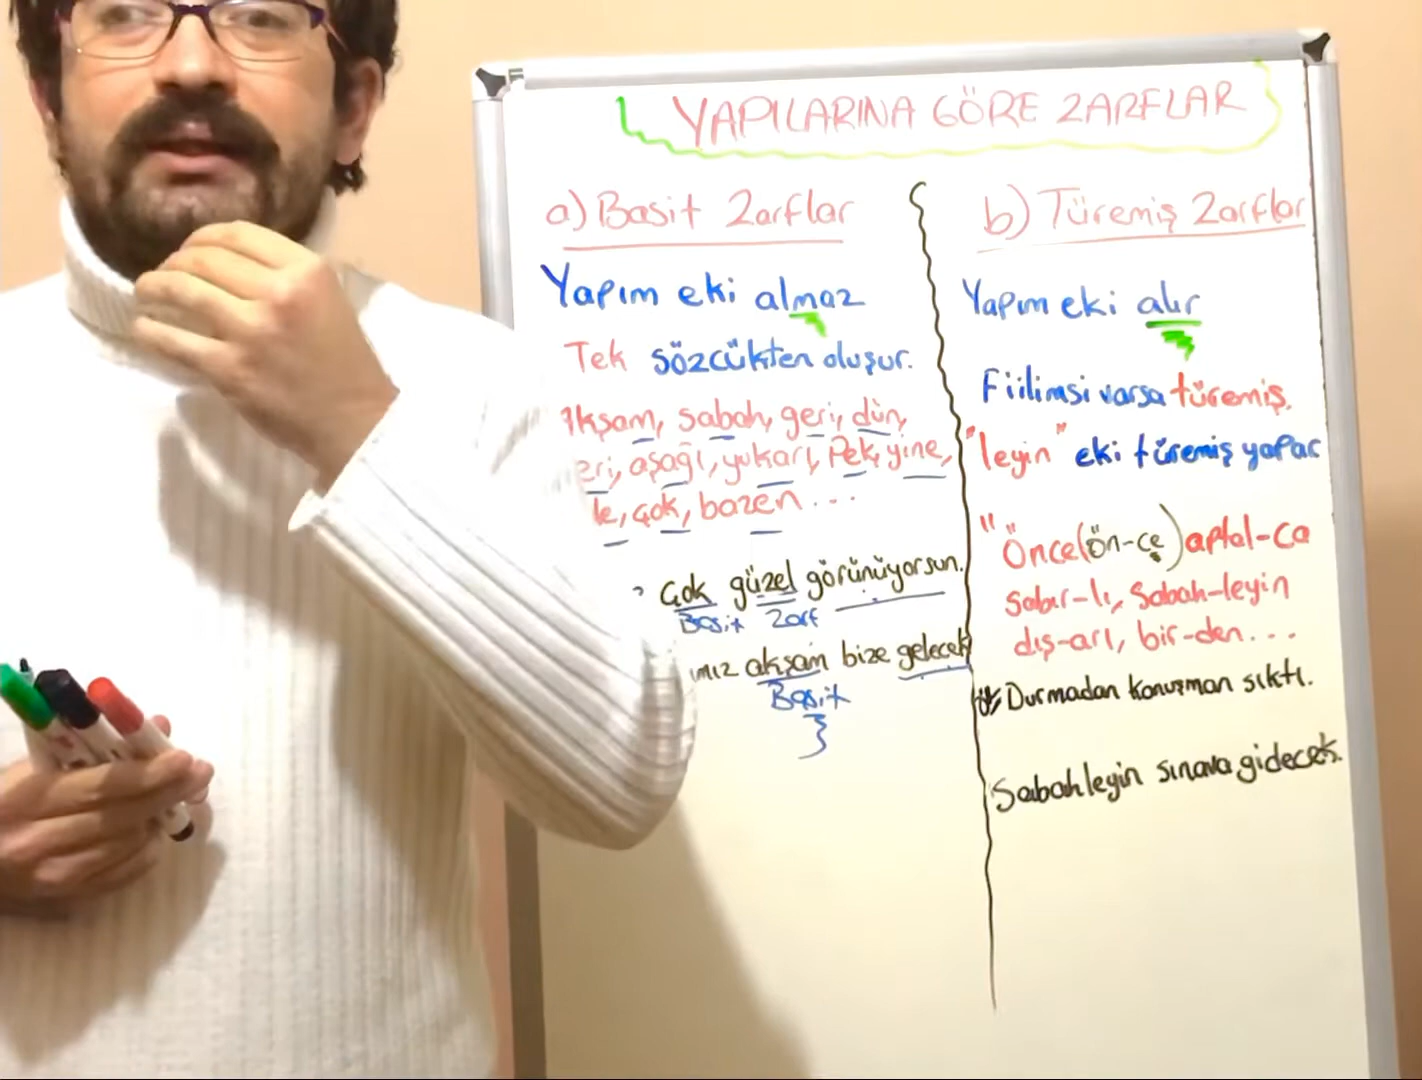 YAPILARINA GÖRE ZARFLAR
a) Basit Zarflar
Yapım eki almaz
Tek sözcükten oluşur.
Akşam, sabah, geri, dün,
aşağı, yukarı, Pek, yine,
çok, bazen...
Çok güzel görünüyorsun.
Basit Zarf
akşam bize gelecek
Basit
b) Türemiş Zarflar
Yapım eki alır
Fiilimsi varsa türemiş.
"leyin" eki türemiş yapar
"Önce(ön-ce) aptal-ca
sabır-lı, Sabah-leyin
dış-arı, bir-den...
Durmadan konuşman sıktı.
Sabahleyin sınava gidecek.